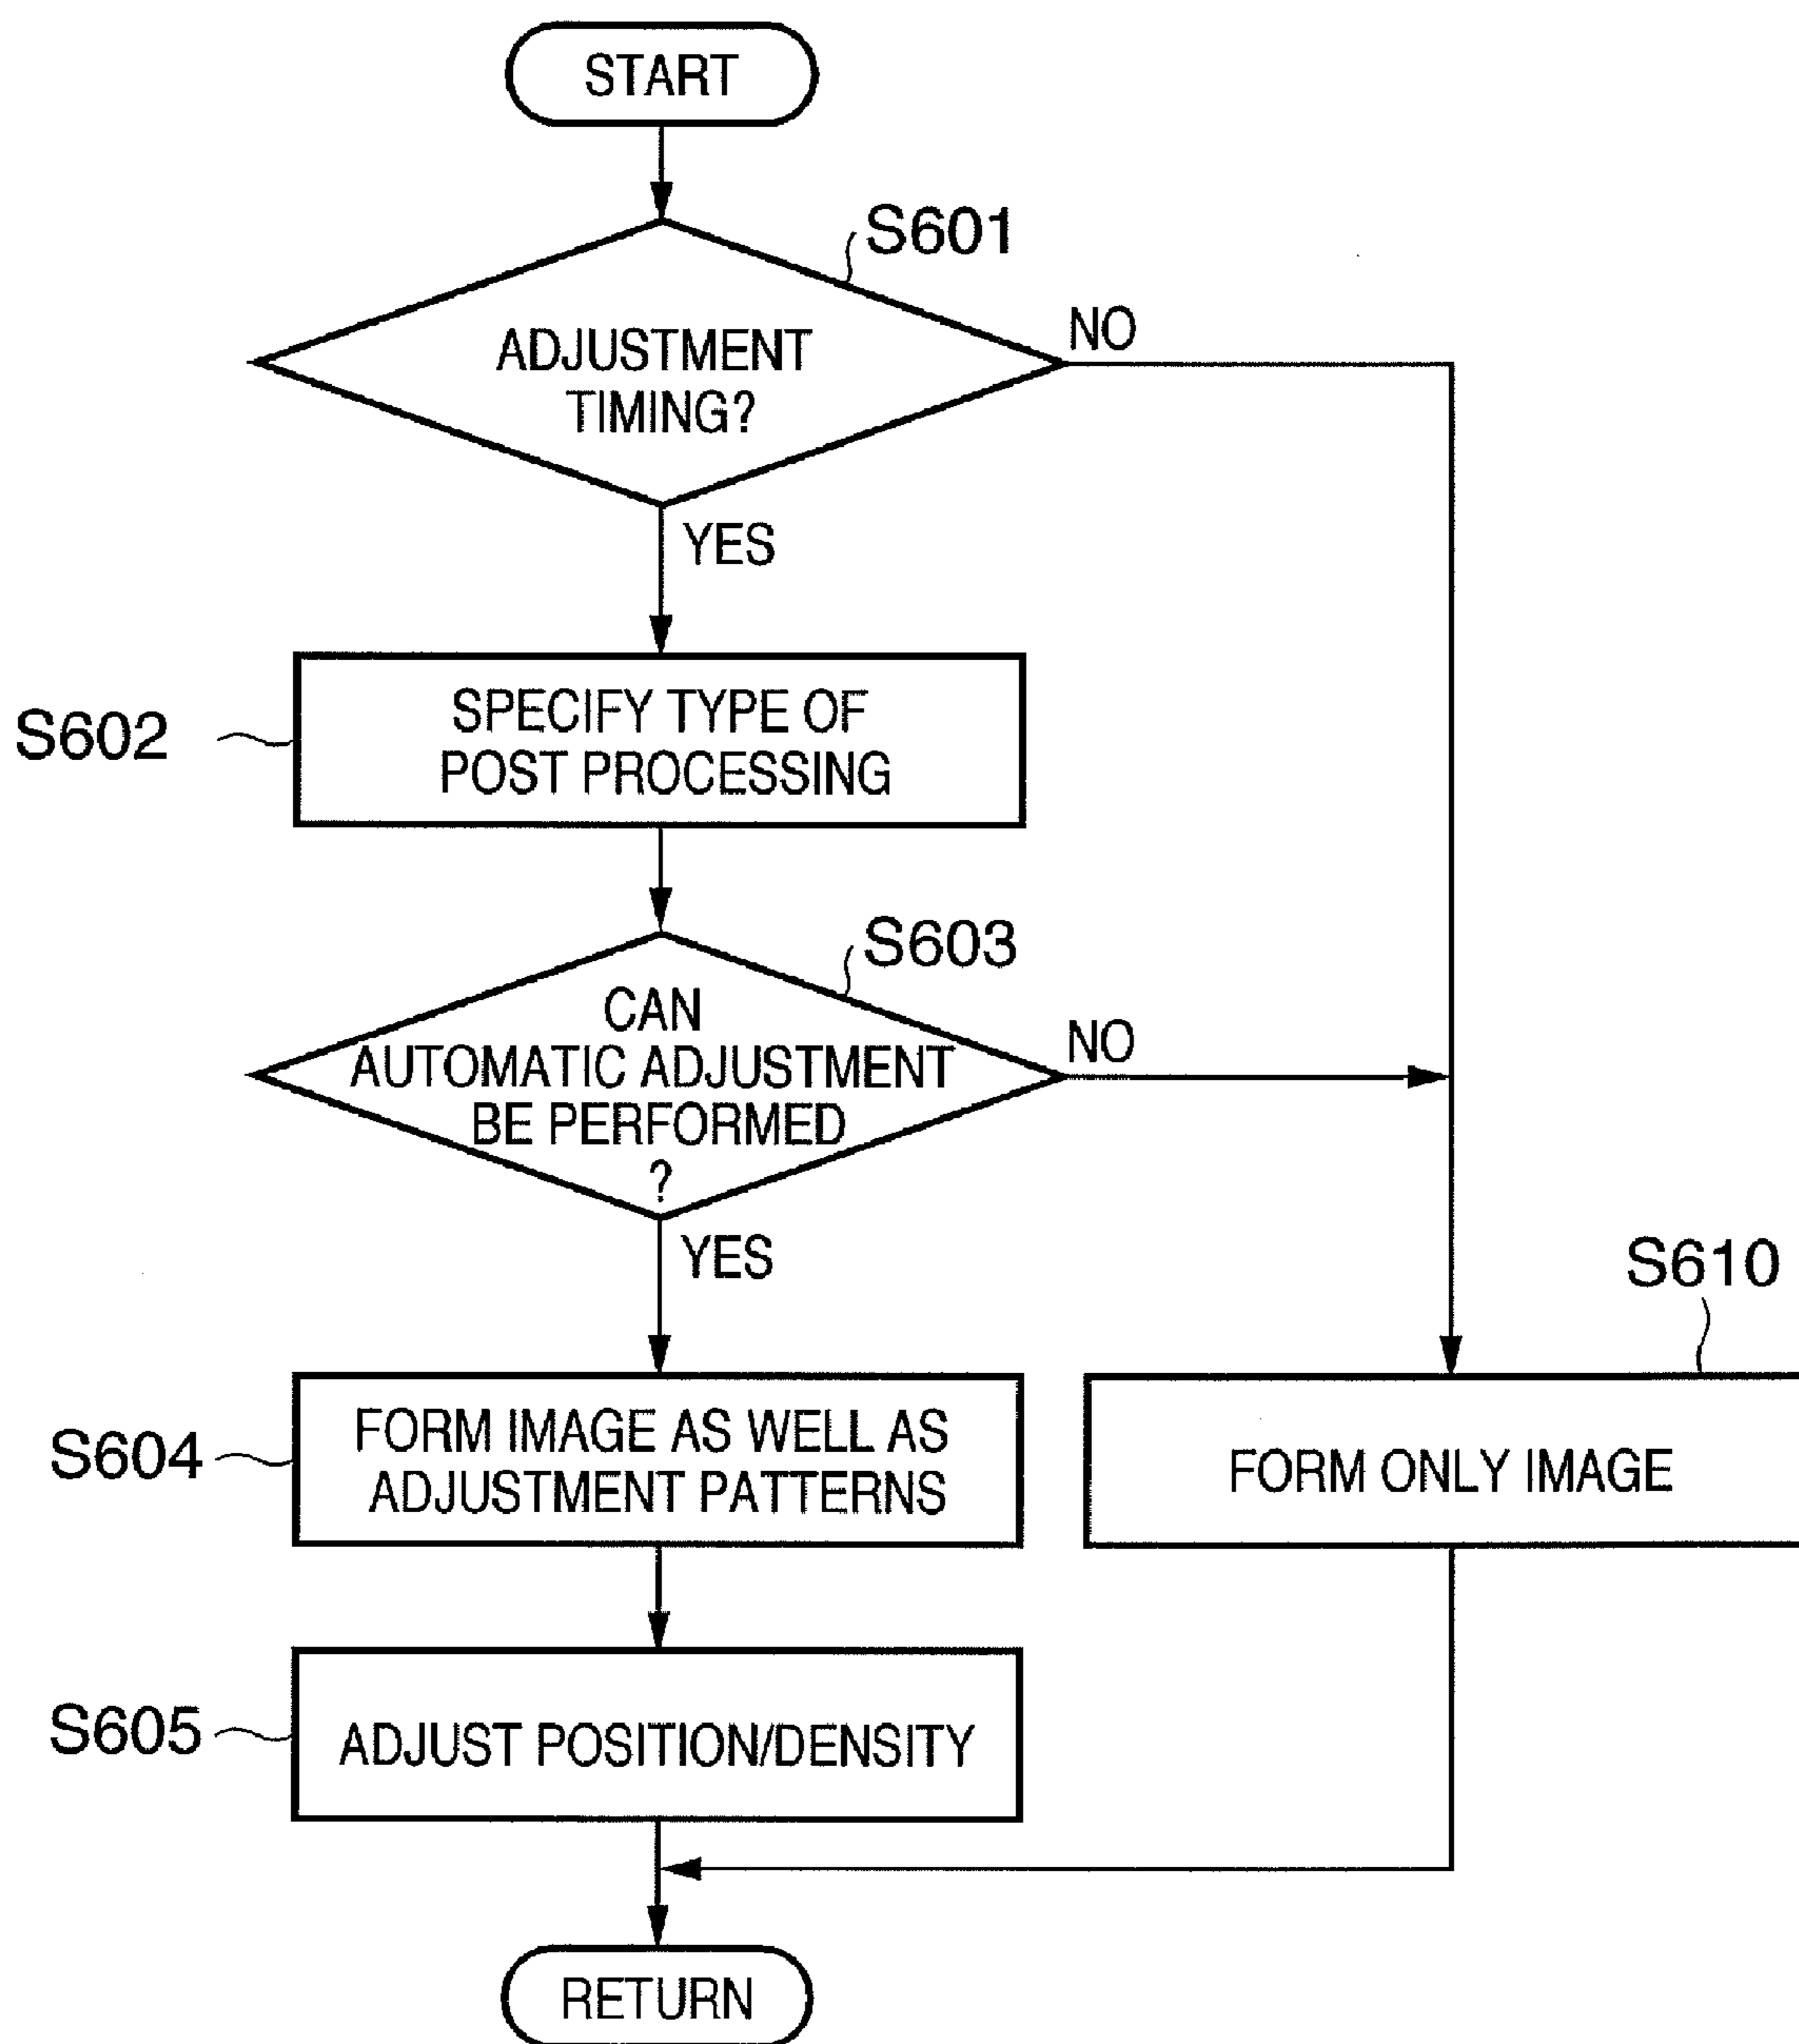 START
S601
ADJUSTMENT
TIMING?
NO
YES
S602
SPECIFY TYPE OF
POST PROCESSING
S603
CAN
AUTOMATIC ADJUSTMENT
BE PERFORMED
?
NO
YES
S610
S604
FORM IMAGE AS WELL AS
ADJUSTMENT PATTERNS
FORM ONLY IMAGE
S605
ADJUST POSITION/DENSITY
RETURN